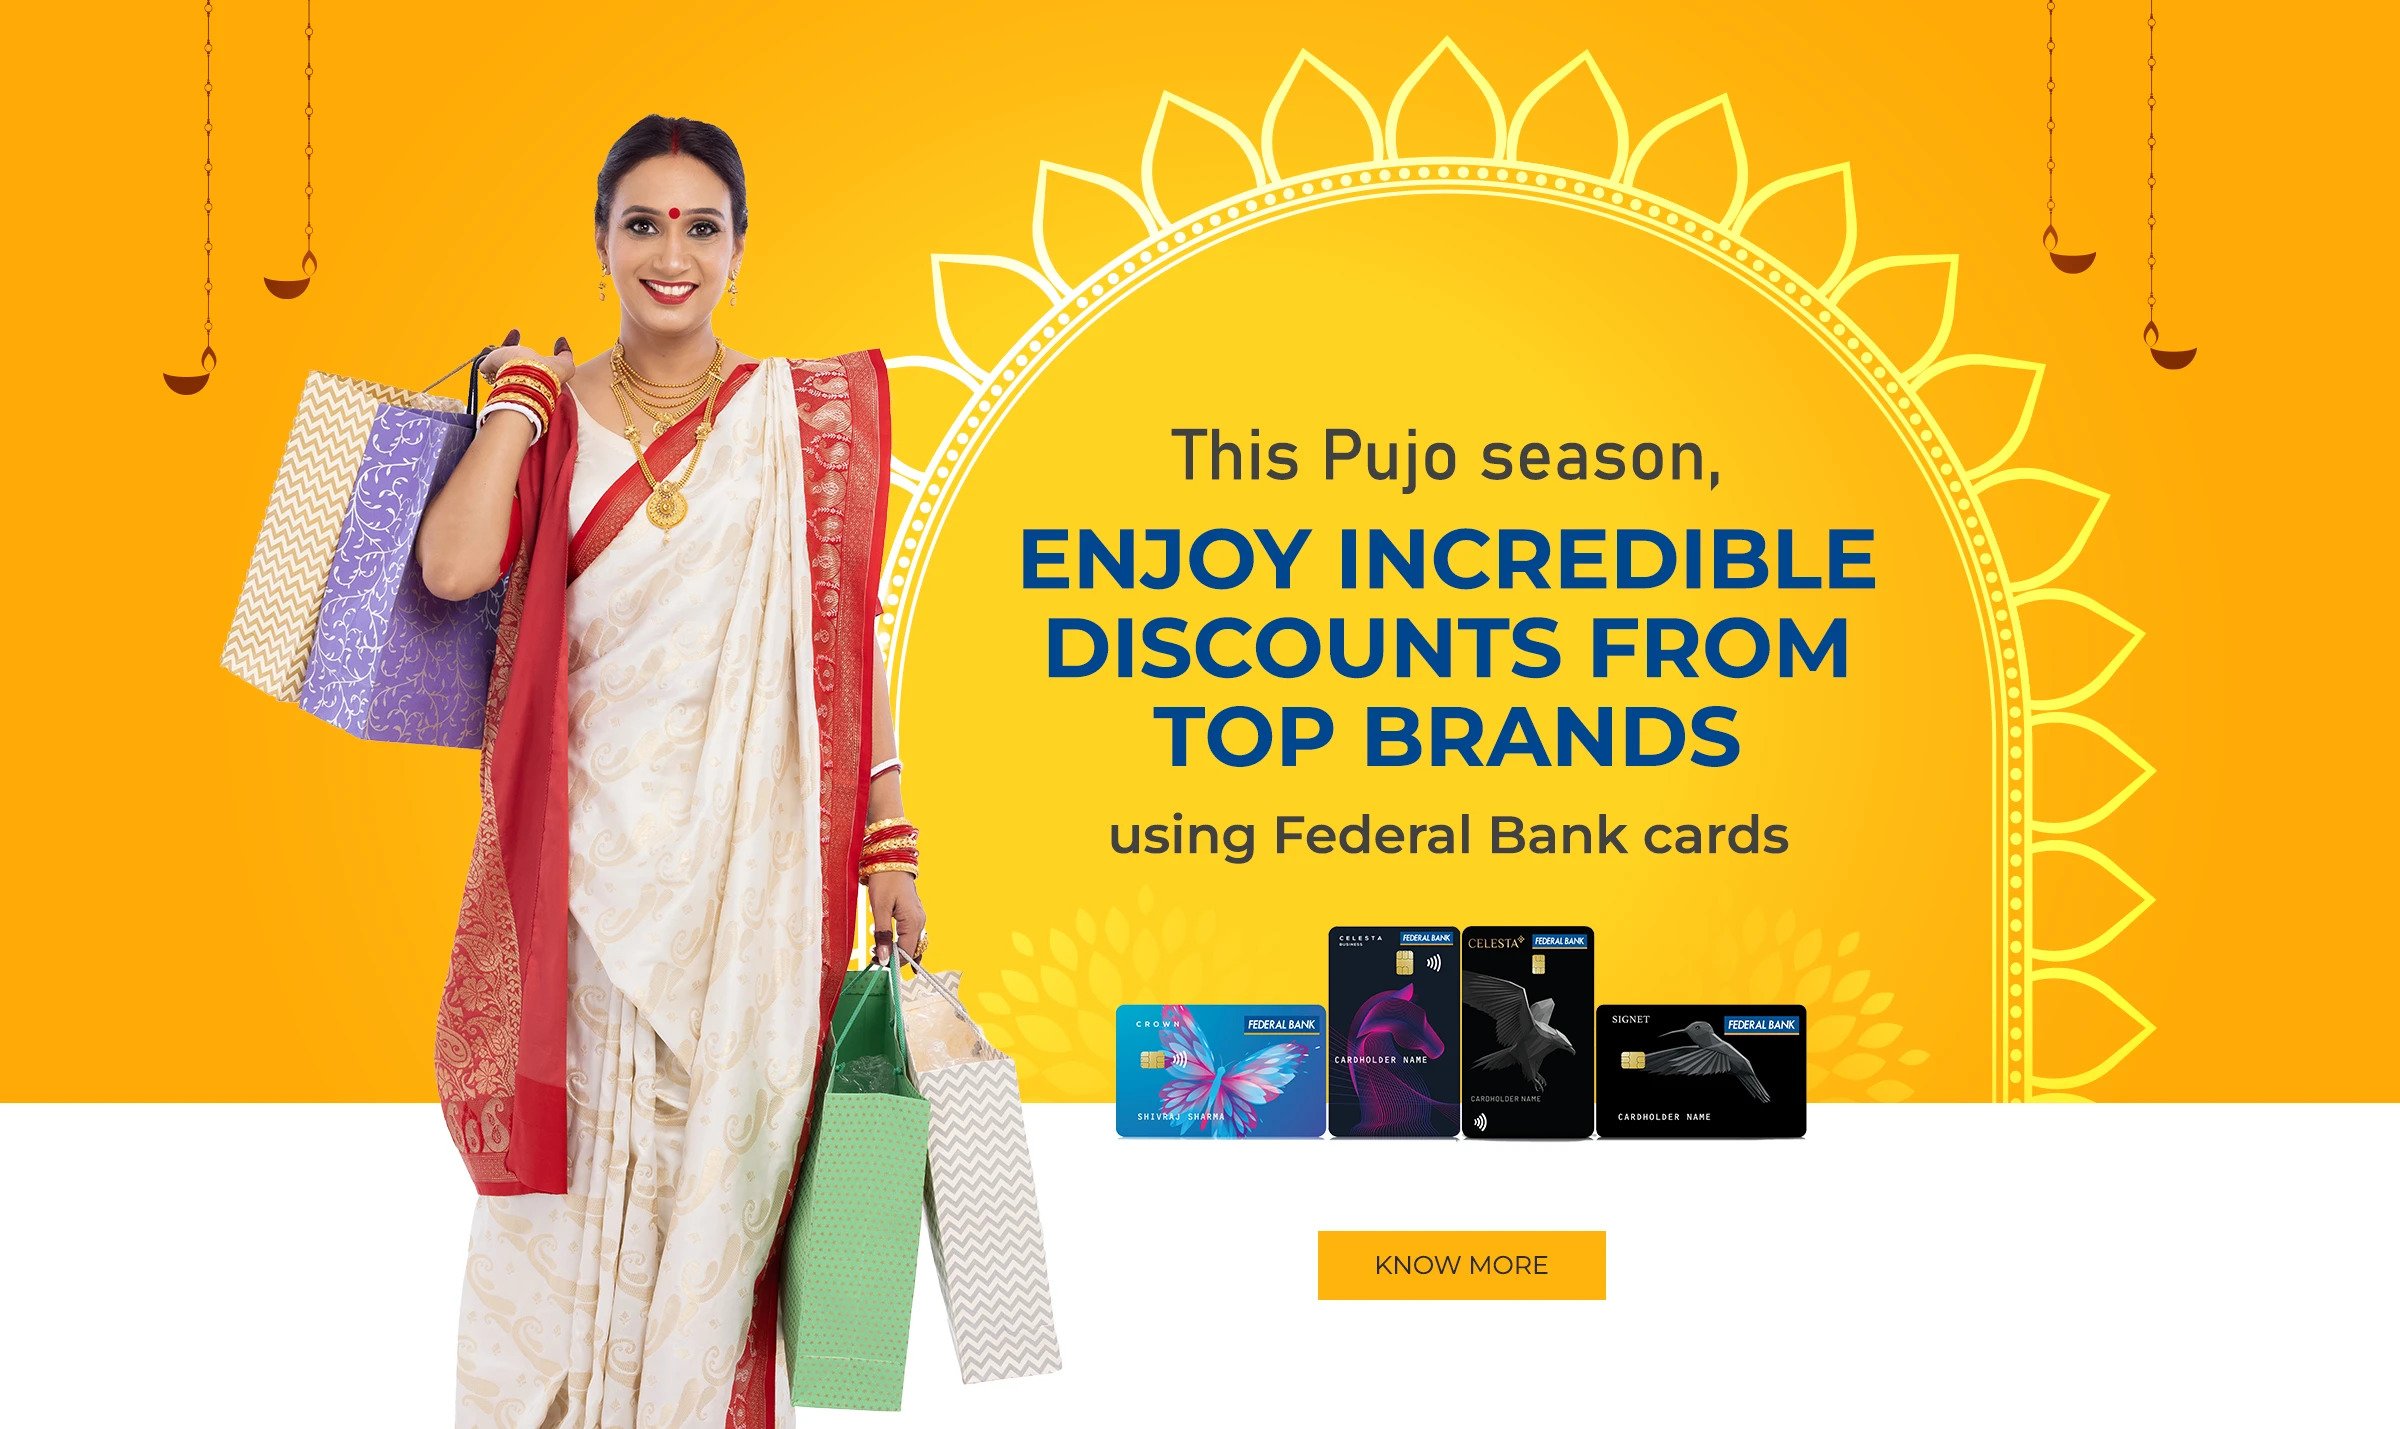 This Pujo season,
ENJOY INCREDIBLE
DISCOUNTS FROM
TOP BRANDS
using Federal Bank cards
CROWN
FEDERAL BANK
SHIVRAJ SHARMA
CELESTA
BUSINESS
FEDERAL BANK
CARDHOLDER NAME
CELESTA
FEDERAL BANK
CARDHOLDER NAME
SIGNET
FEDERAL BANK
CARDHOLDER NAME
KNOW MORE